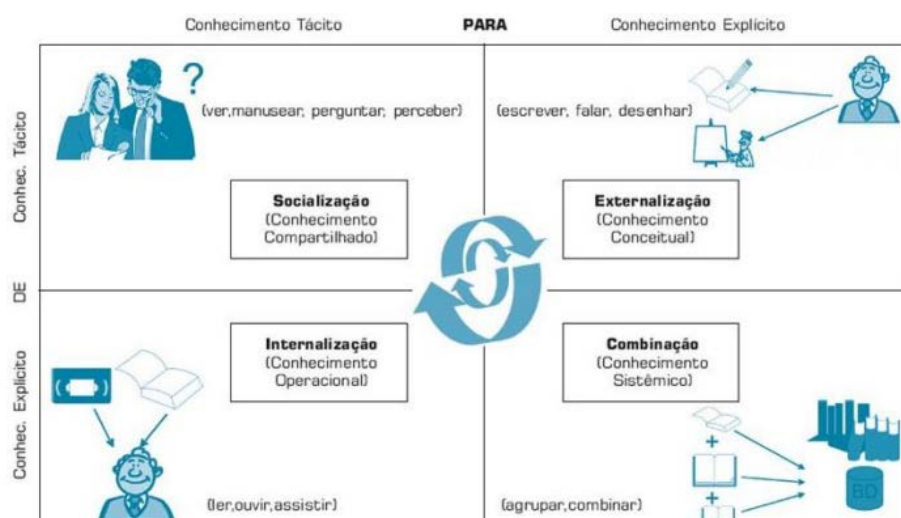 Conhecimento Tácito
PARA
Conhecimento Explícito
Conhec. Tácito
?
(ver,manusear, perguntar, perceber)
(escrever, falar, desenhar)
Socialização
(Conhecimento
Compartilhado)
Externalização
(Conhecimento
Conceitual)
DE
Conhec. Explícito
Internalização
(Conhecimento
Operacional)
Combinação
(Conhecimento
Sistêmico)
+
+
BD
(ler,ouvir,assistir)
(agrupar,combinar)